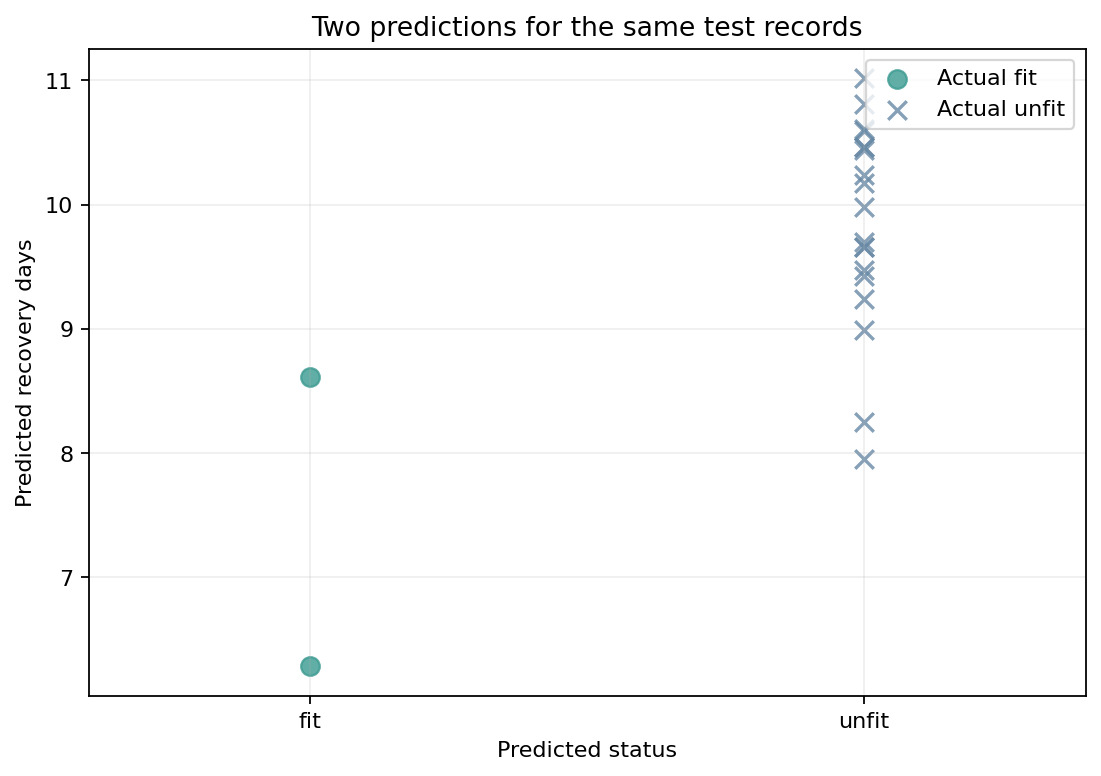 Two predictions for the same test records
Actual fit
Actual unfit
11
10
9
8
7
Predicted recovery days
fit
unfit
Predicted status